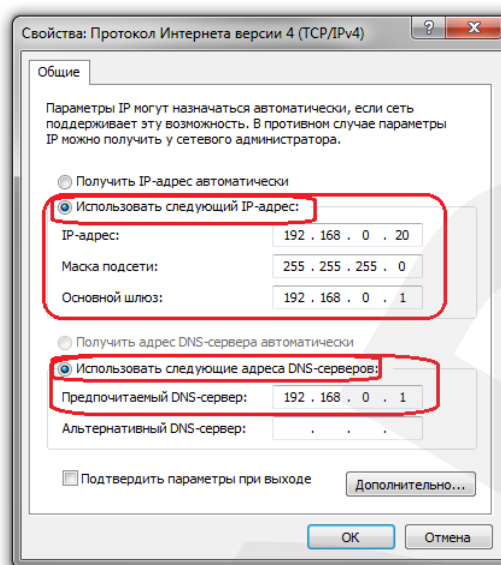 Свойства: Протокол Интернета версии 4 (TCP/IPv4)
Общие
Параметры IP могут назначаться автоматически, если сеть
поддерживает эту возможность. В противном случае параметры
IP можно получить у сетевого администратора.
Получить IP-адрес автоматически
Использовать следующий IP-адрес:
IP-адрес: 192 . 168 . 0 . 20
Маска подсети: 255 . 255 . 255 . 0
Основной шлюз: 192 . 168 . 0 . 1
Получить адрес DNS-сервера автоматически
Использовать следующие адреса DNS-серверов:
Предпочитаемый DNS-сервер: 192 . 168 . 0 . 1
Альтернативный DNS-сервер: . . .
Подтвердить параметры при выходе
Дополнительно...
ОК Отмена